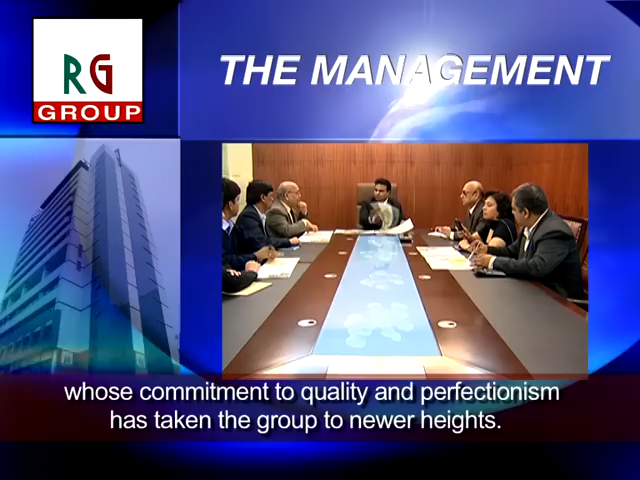 RG
GROUP
THE MANAGEMENT
whose commitment to quality and perfectionism
has taken the group to newer heights.